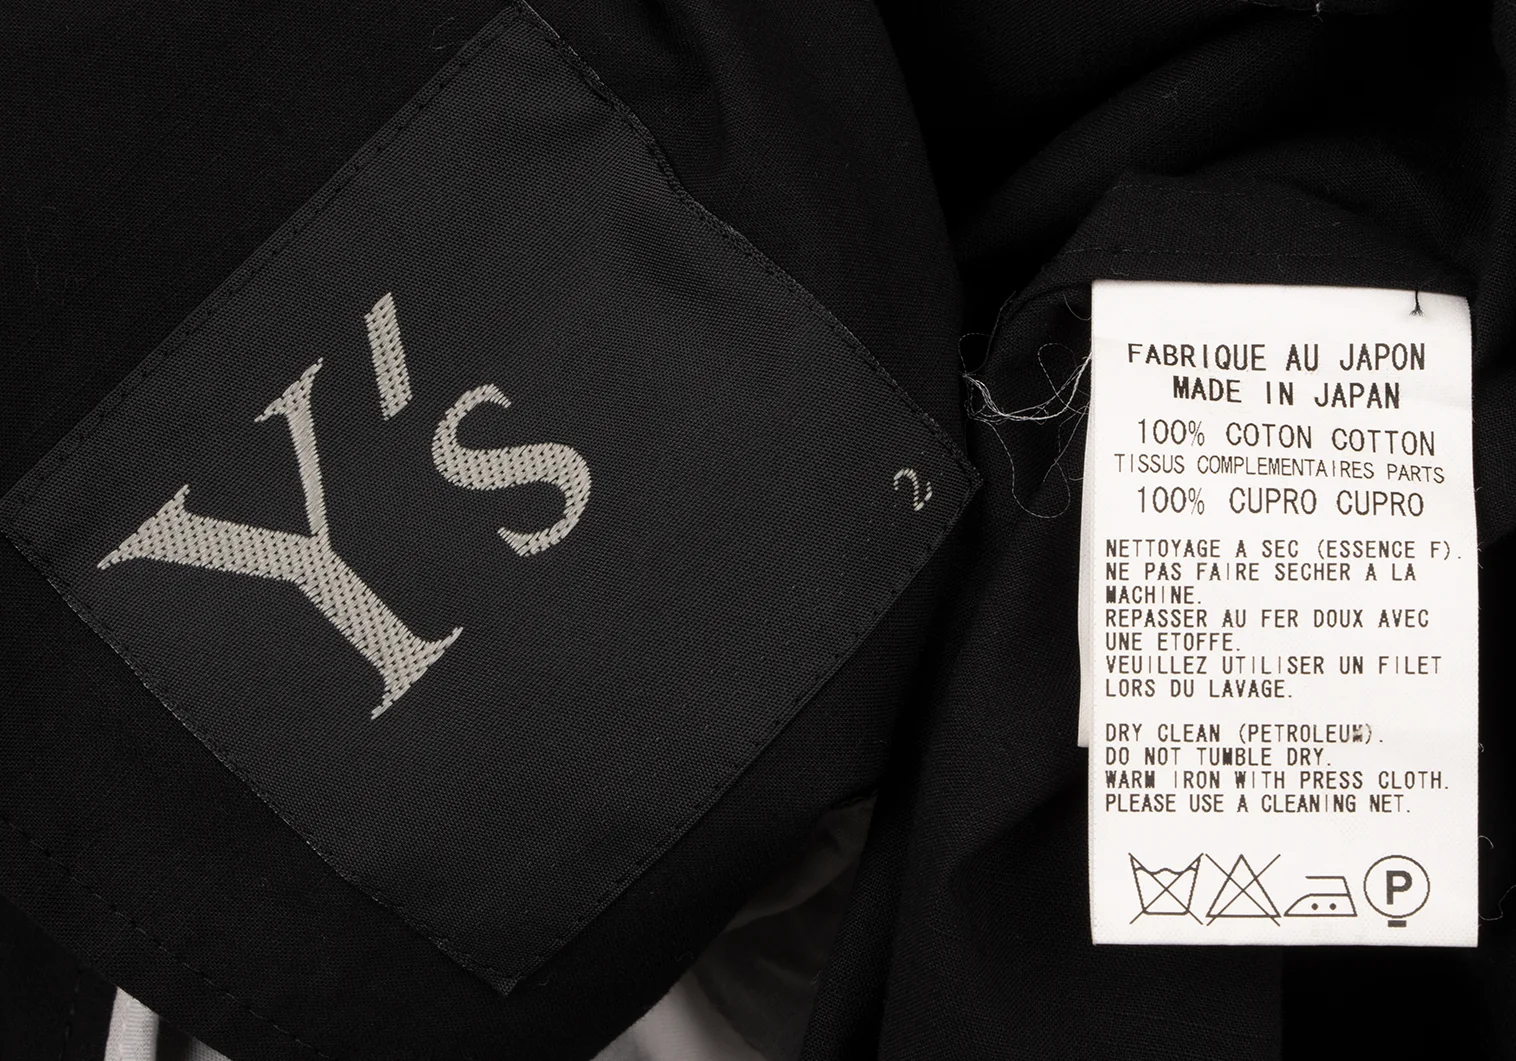 Y's
2
FABRIQUE AU JAPON
MADE IN JAPAN
100% COTON COTTON
TISSUS COMPLEMENTAIRES PARTS
100% CUPRO CUPRO
NETTOYAGE A SEC (ESSENCE F).
NE PAS FAIRE SECHER A LA
MACHINE.
REPASSER AU FER DOUX AVEC
UNE ETOFFE.
VEUILLEZ UTILISER UN FILET
LORS DU LAVAGE.
DRY CLEAN (PETROLEUM).
DO NOT TUMBLE DRY.
WARM IRON WITH PRESS CLOTH.
PLEASE USE A CLEANING NET.
P